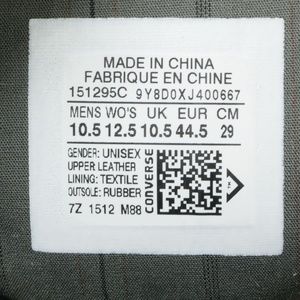 MADE IN CHINA
FABRIQUE EN CHINE
151295C 9Y8D0XJ400667
MENS WO'S UK EUR CM
10.5 12.5 10.5 44.5 29
GENDER: UNISEX
UPPER LEATHER
LINING: TEXTILE
OUTSOLE: RUBBER
7Z 1512 M88
CONVERSE